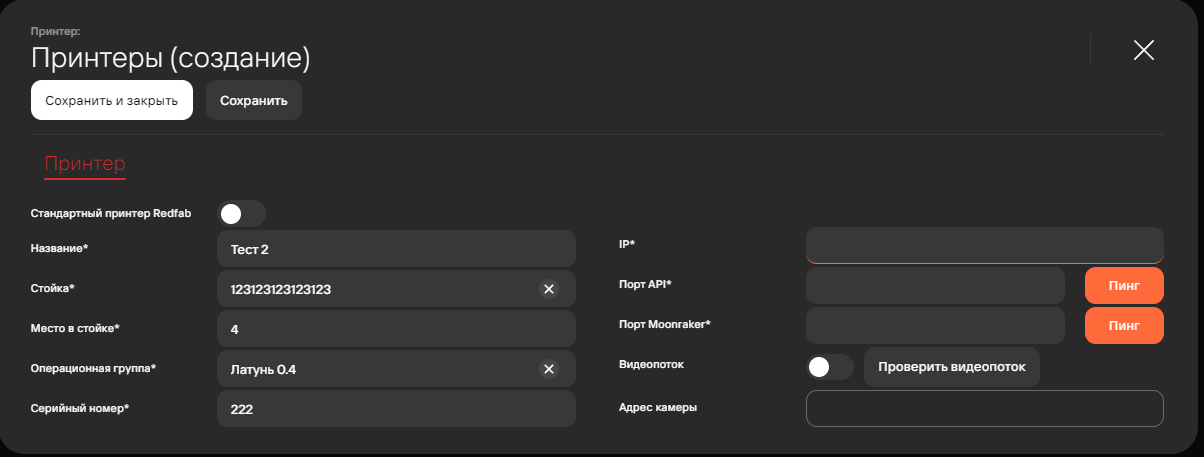 Принтер:
Принтеры (создание)
Сохранить и закрыть
Сохранить
Принтер
Стандартный принтер Redfab
Название*
Тест 2
Стойка*
123123123123123
Место в стойке*
4
Операционная группа*
Латунь 0.4
Серийный номер*
222
IP*
Порт API*
Пинг
Порт Moonraker*
Пинг
Видеопоток
Проверить видеопоток
Адрес камеры